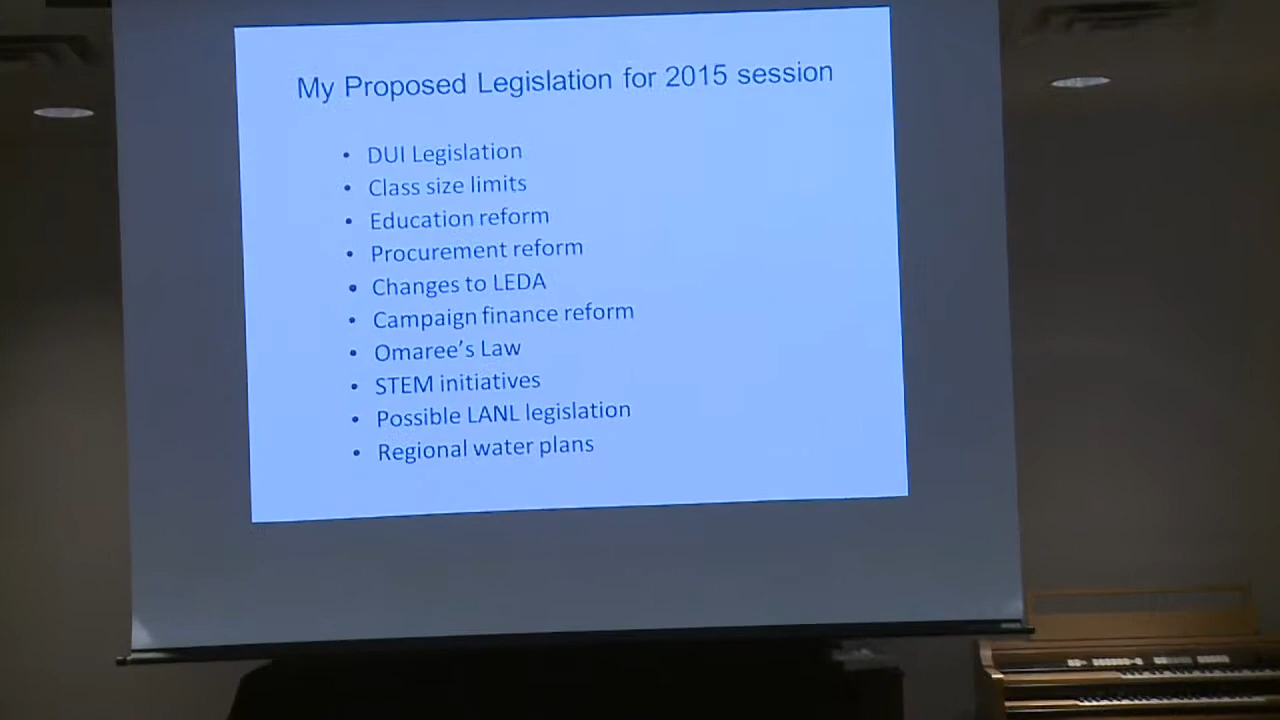 My Proposed Legislation for 2015 session
• DUI Legislation
• Class size limits
• Education reform
• Procurement reform
• Changes to LEDA
• Campaign finance reform
• Omaree's Law
• STEM initiatives
• Possible LANL legislation
• Regional water plans